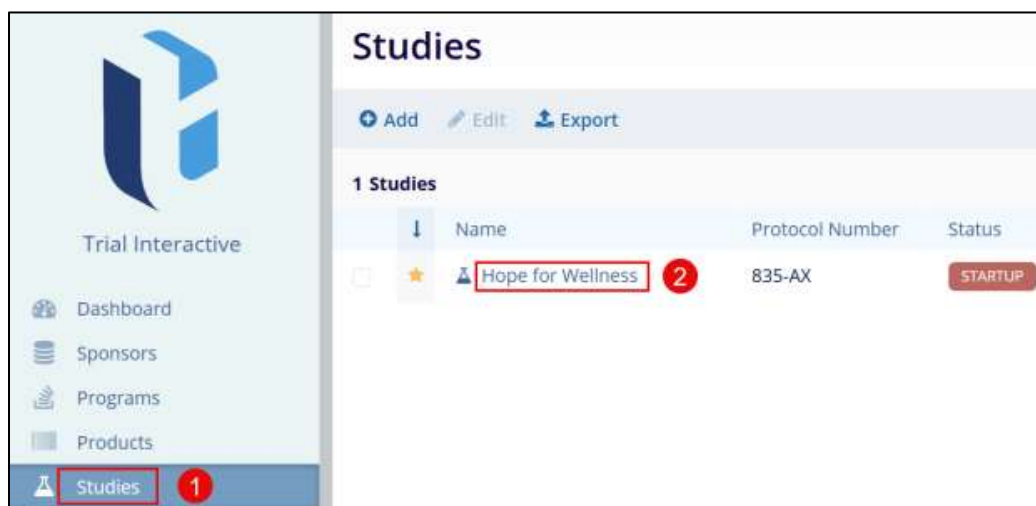 Trial Interactive
Dashboard
Sponsors
Programs
Products
Studies 1
Studies
Add Edit Export
1 Studies
Name Protocol Number Status
Hope for Wellness 2 835-AX STARTUP